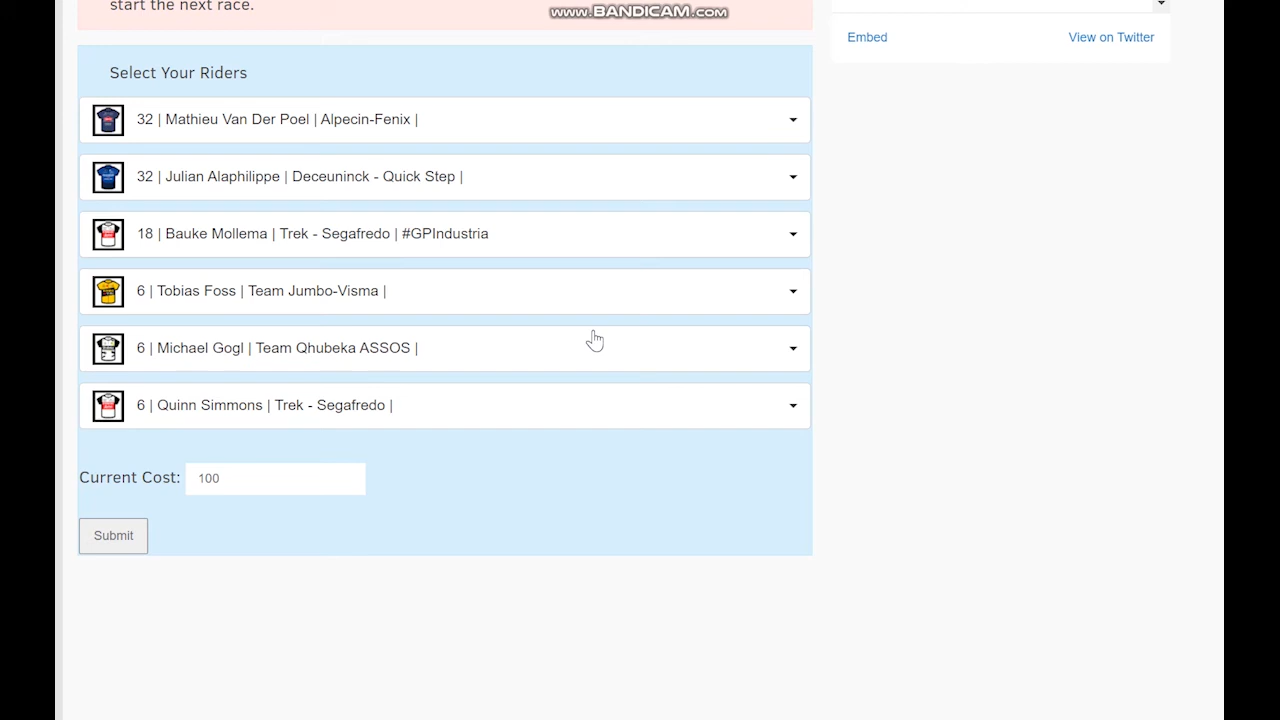 start the next race.
www.BANDICAM.com
Embed
View on Twitter
Select Your Riders
32 | Mathieu Van Der Poel | Alpecin-Fenix |
32 | Julian Alaphilippe | Deceuninck - Quick Step |
18 | Bauke Mollema | Trek - Segafredo | #GPIndustria
6 | Tobias Foss | Team Jumbo-Visma |
6 | Michael Gogl | Team Qhubeka ASSOS |
6 | Quinn Simmons | Trek - Segafredo |
Current Cost: 100
Submit